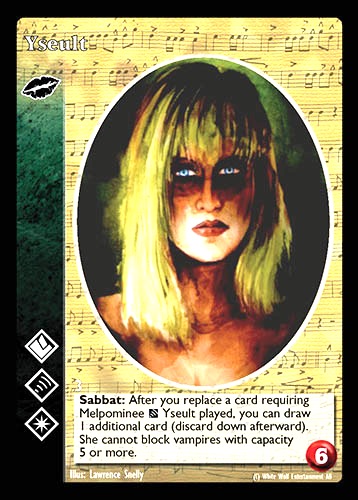 Yseult
Sabbat: After you replace a card requiring
Melpominee Yseult played, you can draw
1 additional card (discard down afterward).
She cannot block vampires with capacity
5 or more.
6
Illus: Lawrence Snelly
(C) White Wolf Entertainment AB